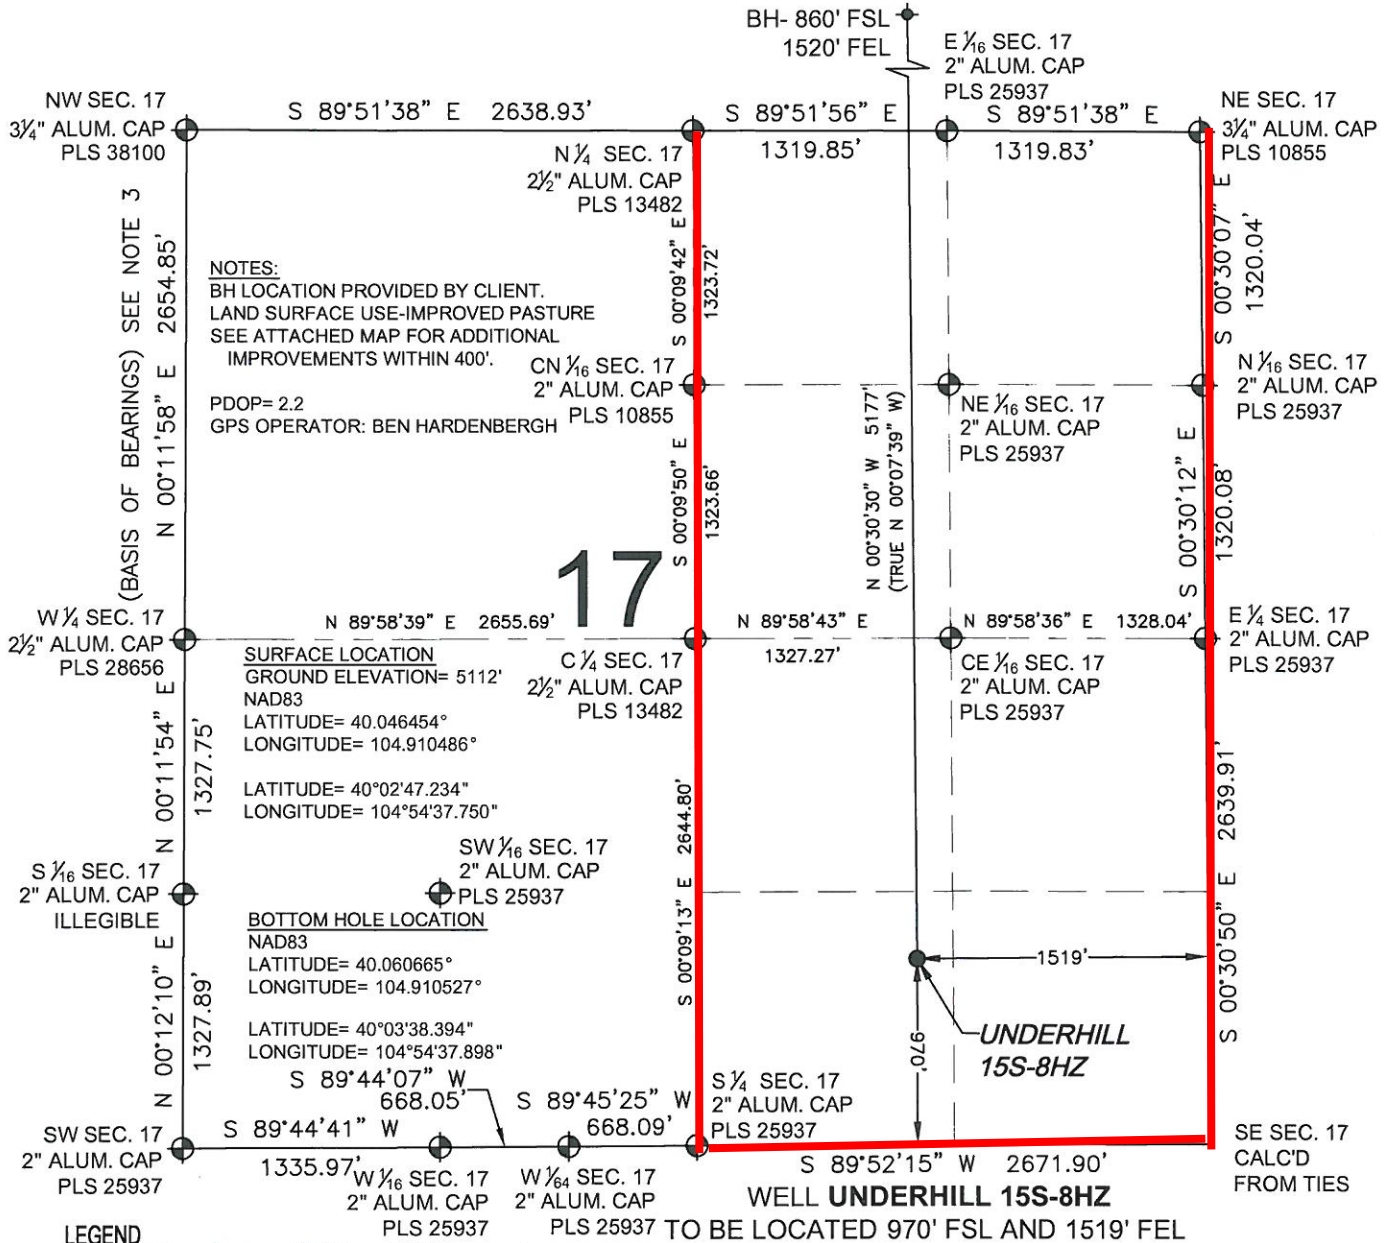 BH- 860' FSL
1520' FEL
E 1/16 SEC. 17
2" ALUM. CAP
PLS 25937
NW SEC. 17
3¼" ALUM. CAP
PLS 38100
S 89°51'38" E 2638.93'
S 89°51'56" E
1319.85'
S 89°51'38" E
1319.83'
NE SEC. 17
3¼" ALUM. CAP
PLS 10855
N ¼ SEC. 17
2½" ALUM. CAP
PLS 13482
(BASIS OF BEARINGS) SEE NOTE 3
N 00°11'58" E 2654.85'
NOTES:
BH LOCATION PROVIDED BY CLIENT.
LAND SURFACE USE-IMPROVED PASTURE
SEE ATTACHED MAP FOR ADDITIONAL
IMPROVEMENTS WITHIN 400'.
PDOP= 2.2
GPS OPERATOR: BEN HARDENBERGH
S 00°09'42" E
1323.72'
S 00°30'07" E
1320.04'
CN 1/16 SEC. 17
2" ALUM. CAP
PLS 10855
NE 1/16 SEC. 17
2" ALUM. CAP
PLS 25937
N 1/16 SEC. 17
2" ALUM. CAP
PLS 25937
S 00°09'50" E
1323.66'
N 00°30'30" W 5177'
(TRUE N 00°07'39" W)
S 00°30'12" E
1320.08'
17
W ¼ SEC. 17
2½" ALUM. CAP
PLS 28656
N 89°58'39" E 2655.69'
N 89°58'43" E
1327.27'
N 89°58'36" E 1328.04'
E ¼ SEC. 17
2" ALUM. CAP
PLS 25937
C ¼ SEC. 17
2½" ALUM. CAP
PLS 13482
CE 1/16 SEC. 17
2" ALUM. CAP
PLS 25937
SURFACE LOCATION
GROUND ELEVATION= 5112'
NAD83
LATITUDE= 40.046454°
LONGITUDE= 104.910486°
LATITUDE= 40°02'47.234"
LONGITUDE= 104°54'37.750"
N 00°11'54" E
1327.75'
S 00°09'13" E 2644.80'
S 00°30'50" E 2639.91'
S 1/16 SEC. 17
2" ALUM. CAP
ILLEGIBLE
SW 1/16 SEC. 17
2" ALUM. CAP
PLS 25937
BOTTOM HOLE LOCATION
NAD83
LATITUDE= 40.060665°
LONGITUDE= 104.910527°
LATITUDE= 40°03'38.394"
LONGITUDE= 104°54'37.898"
N 00°12'10" E
1327.89'
1519'
970'
UNDERHILL
15S-8HZ
S 89°44'07" W
668.05'
S 89°45'25" W
668.09'
S ¼ SEC. 17
2" ALUM. CAP
PLS 25937
SW SEC. 17
2" ALUM. CAP
PLS 25937
S 89°44'41" W
1335.97'
W 1/16 SEC. 17
2" ALUM. CAP
PLS 25937
W 1/64 SEC. 17
2" ALUM. CAP
PLS 25937
S 89°52'15" W 2671.90'
SE SEC. 17
CALC'D
FROM TIES
WELL UNDERHILL 15S-8HZ
TO BE LOCATED 970' FSL AND 1519' FEL
LEGEND